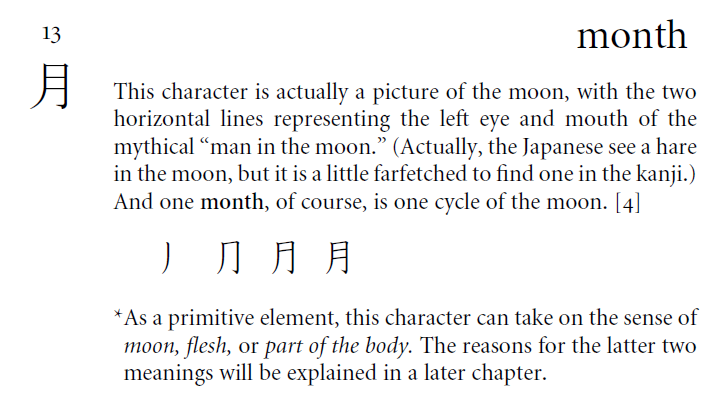 13
month
月
This character is actually a picture of the moon, with the two
horizontal lines representing the left eye and mouth of the
mythical “man in the moon.” (Actually, the Japanese see a hare
in the moon, but it is a little farfetched to find one in the kanji.)
And one month, of course, is one cycle of the moon. [4]
丿 ⺆ 月 月
*As a primitive element, this character can take on the sense of
moon, flesh, or part of the body. The reasons for the latter two
meanings will be explained in a later chapter.